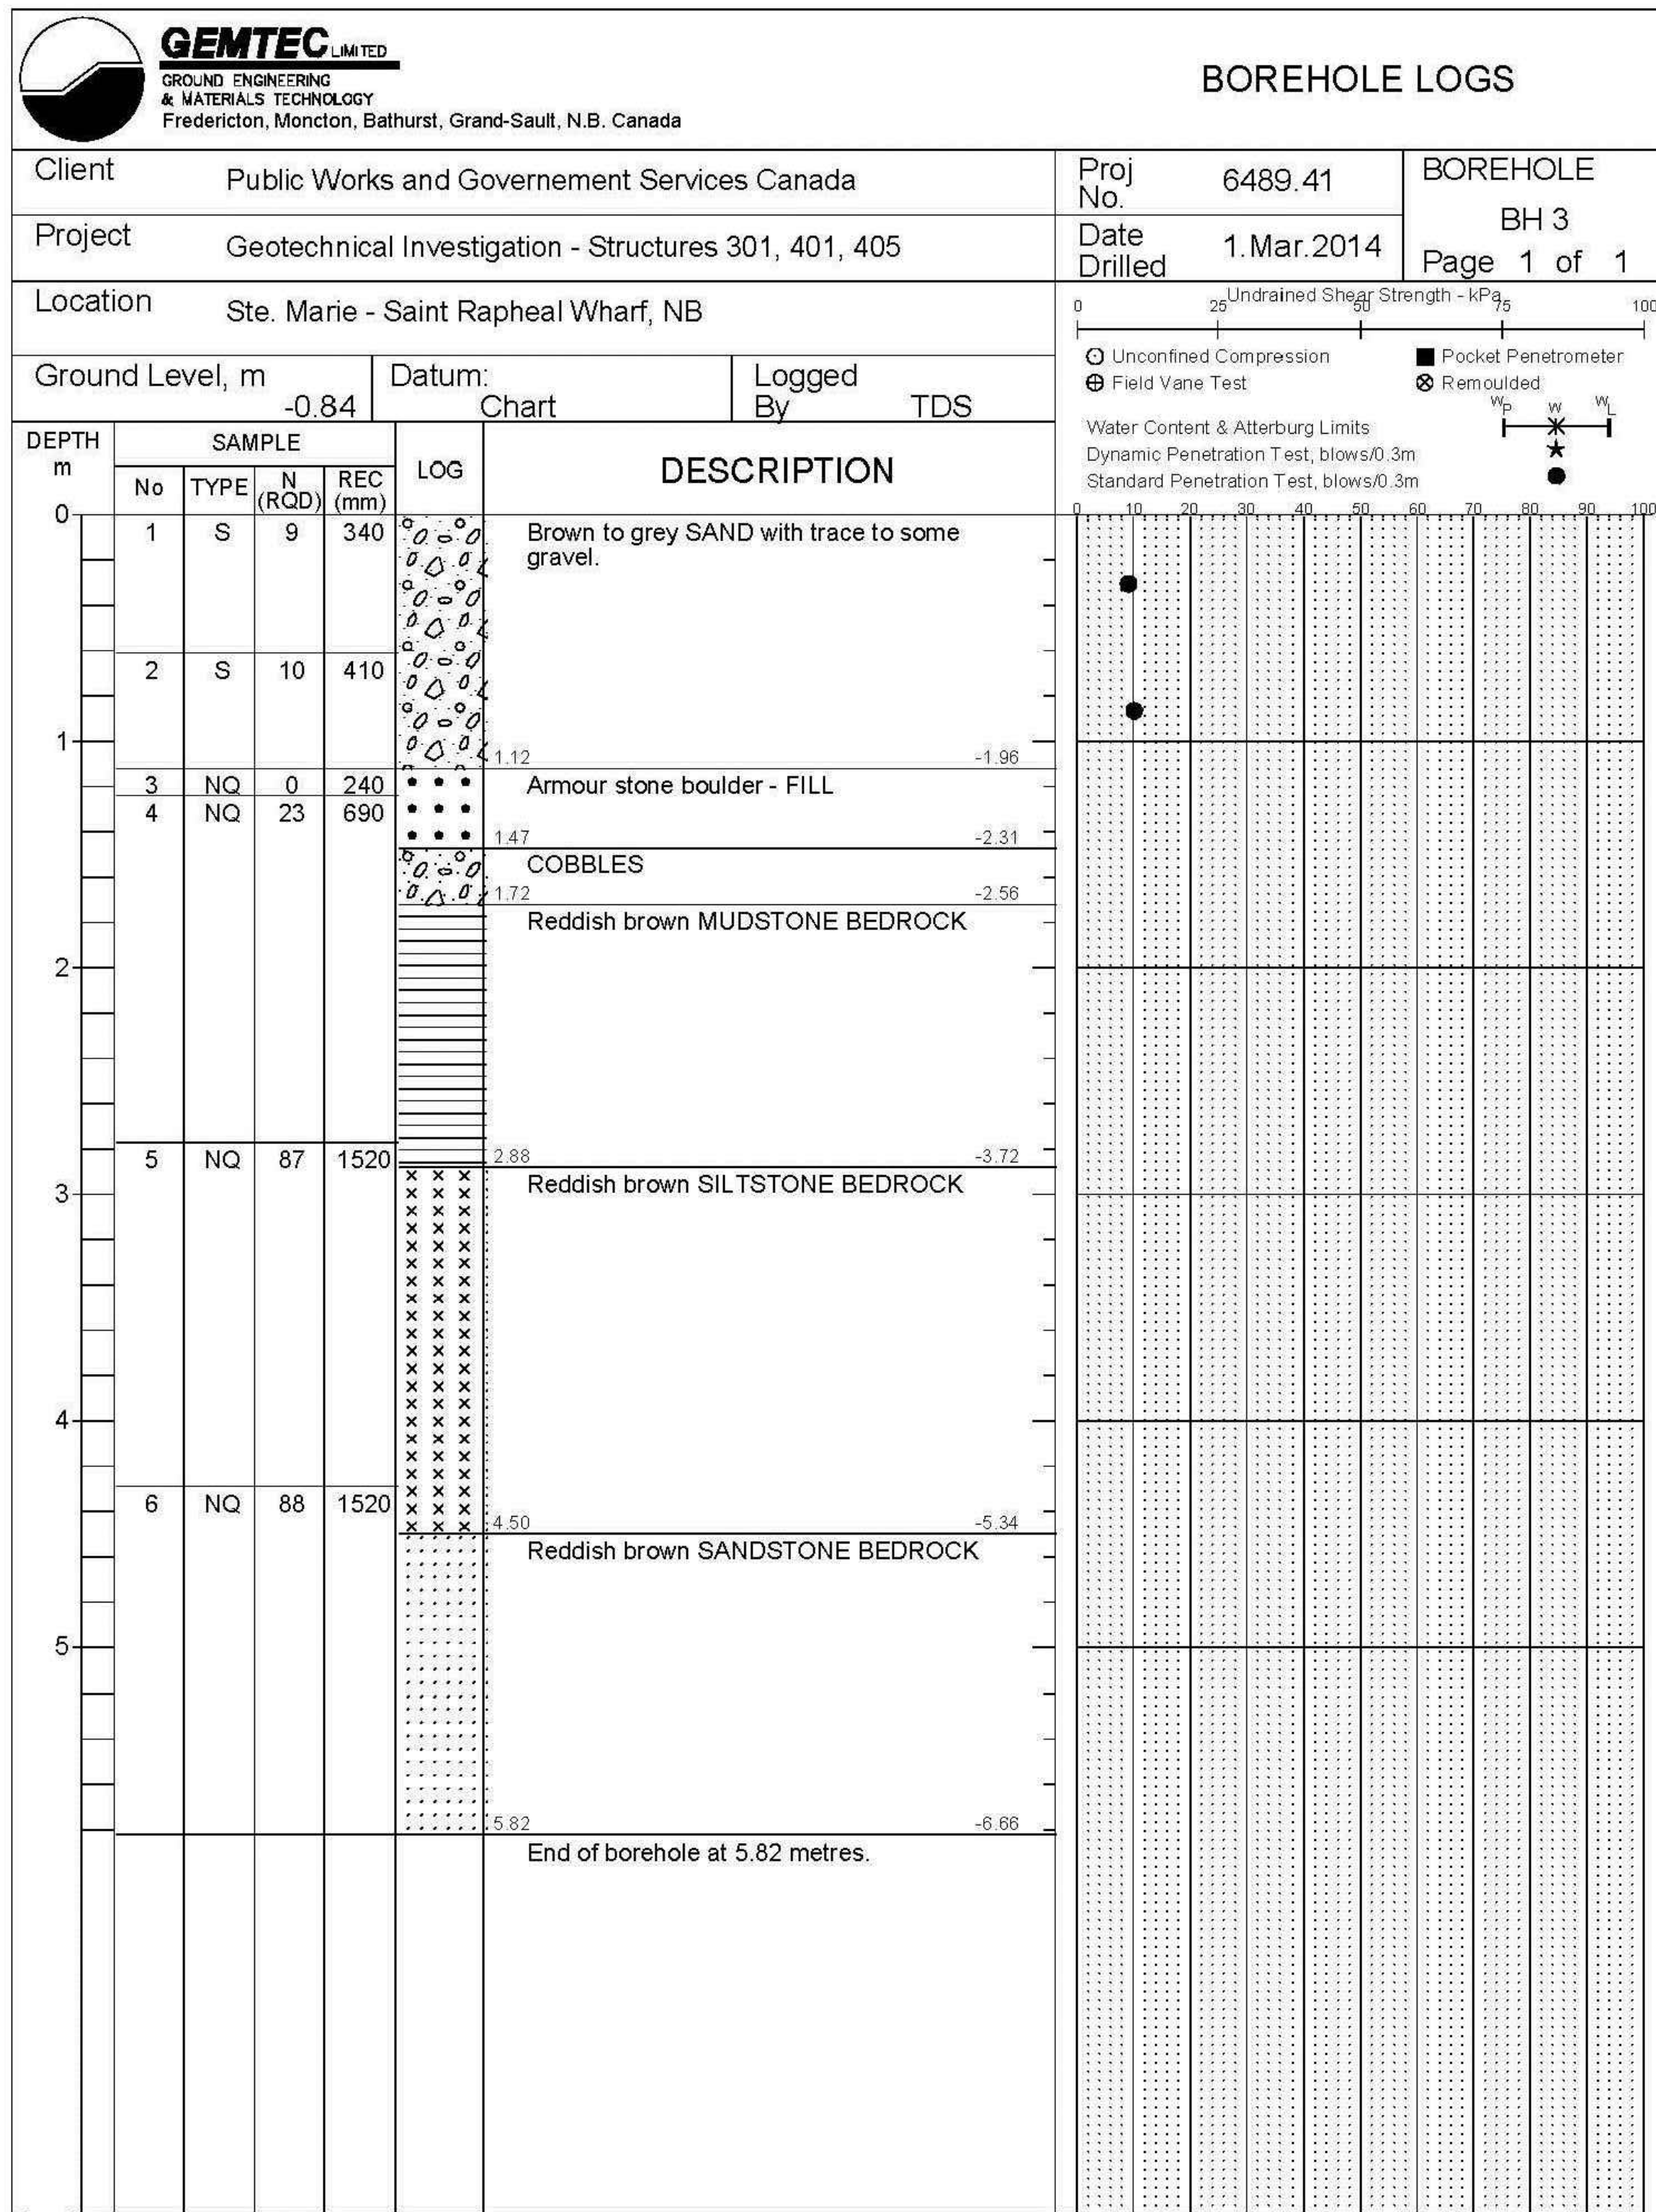 GEMTEC LIMITED
GROUND ENGINEERING
& MATERIALS TECHNOLOGY
Fredericton, Moncton, Bathurst, Grand-Sault, N.B. Canada
BOREHOLE LOGS
Client Public Works and Governement Services Canada
Proj No. 6489.41
BOREHOLE
BH 3
Page 1 of 1
Project Geotechnical Investigation - Structures 301, 401, 405
Date Drilled 1.Mar.2014
Location Ste. Marie - Saint Rapheal Wharf, NB
Undrained Shear Strength - kPa
0 25 50 75 100
Unconfined Compression
Pocket Penetrometer
Field Vane Test
Remoulded
Ground Level, m -0.84
Datum: Chart
Logged By TDS
WP W WL
Water Content & Atterburg Limits
Dynamic Penetration Test, blows/0.3m
Standard Penetration Test, blows/0.3m
DEPTH m
SAMPLE
No TYPE N (RQD) REC (mm)
LOG
DESCRIPTION
0 10 20 30 40 50 60 70 80 90 100
0
1 S 9 340
Brown to grey SAND with trace to some
gravel.
2 S 10 410
1
1.12 -1.96
3 NQ 0 240
Armour stone boulder - FILL
4 NQ 23 690
1.47 -2.31
COBBLES
1.72 -2.56
Reddish brown MUDSTONE BEDROCK
2
5 NQ 87 1520
2.88 -3.72
Reddish brown SILTSTONE BEDROCK
3
4
6 NQ 88 1520
4.50 -5.34
Reddish brown SANDSTONE BEDROCK
5
5.82 -6.66
End of borehole at 5.82 metres.